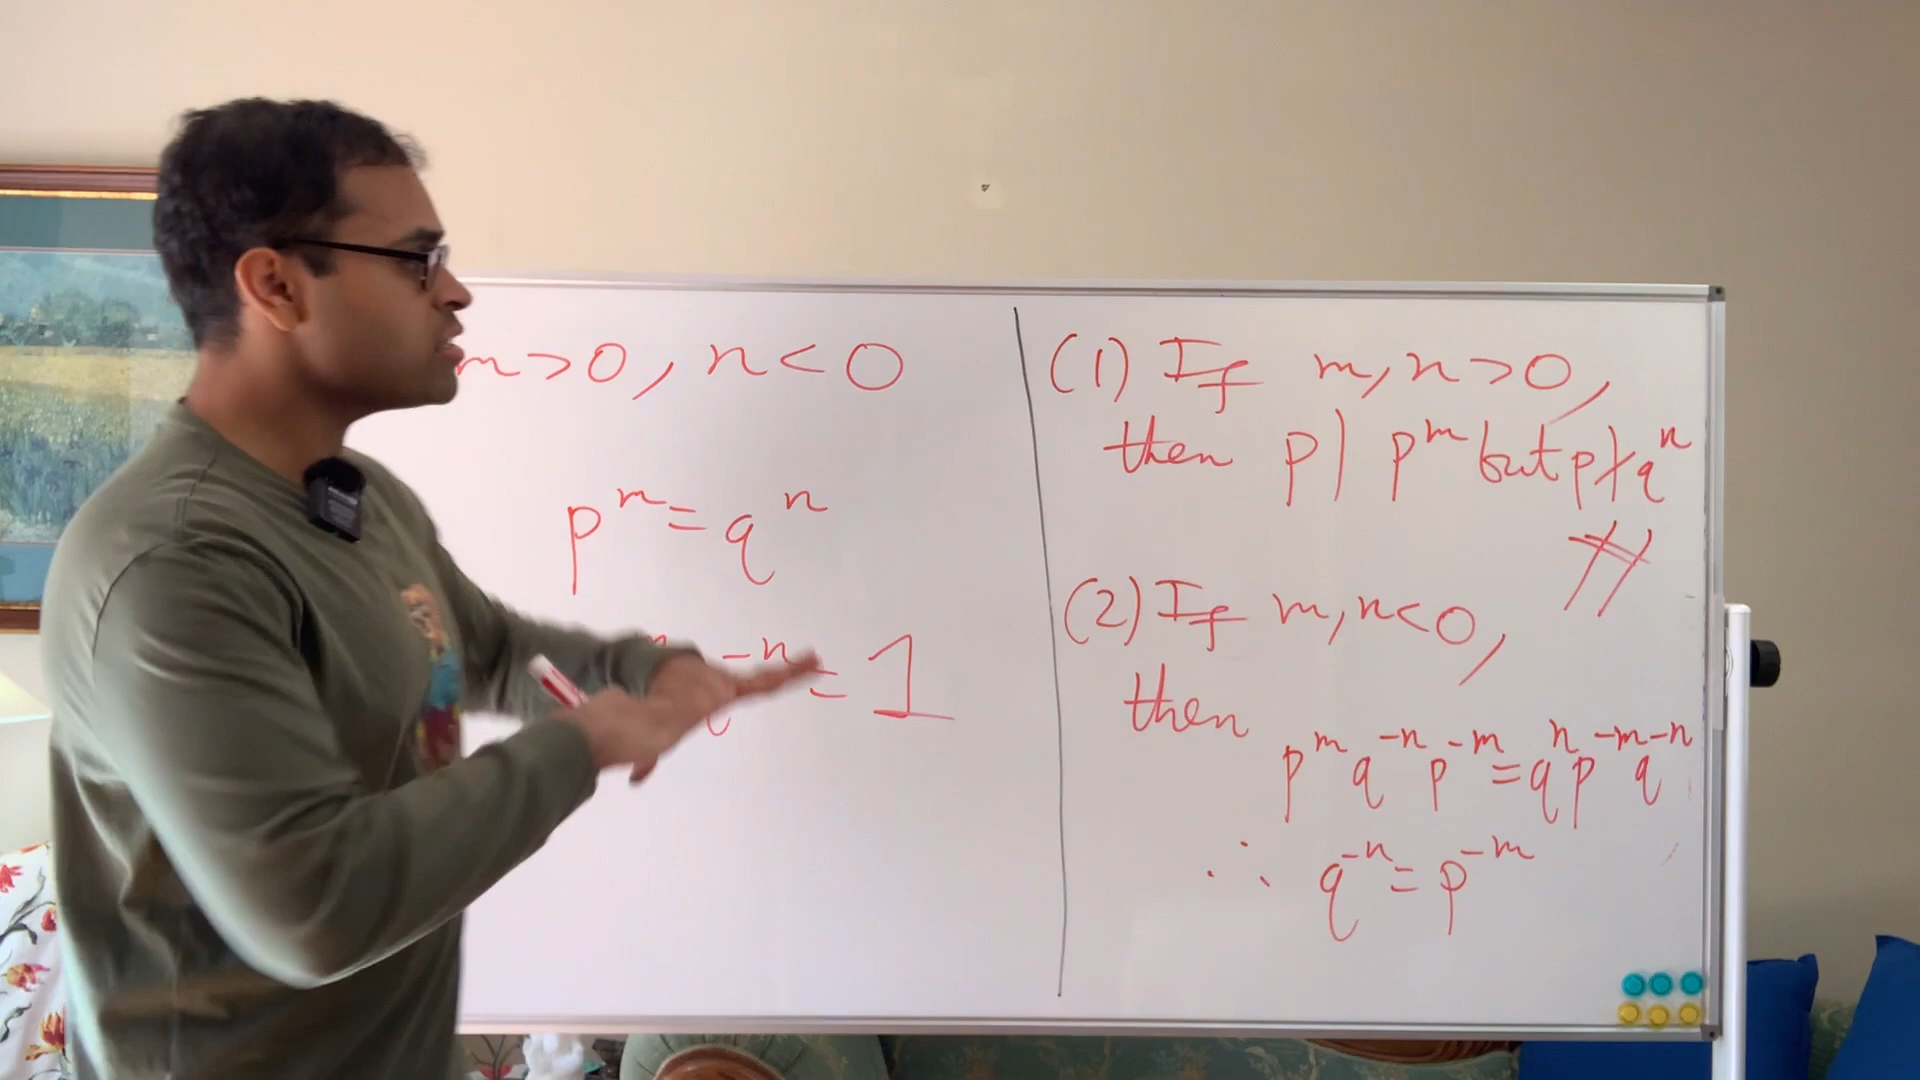 m>0, n<0
p^m = q^n
q^-n = 1
(1) If m,n>0,
then p | p^m but p∤q^n
(2) If m,n<0,
then
p^m q^-n p^-m = q^n p^-m q^-n
∴ q^-n = p^-m